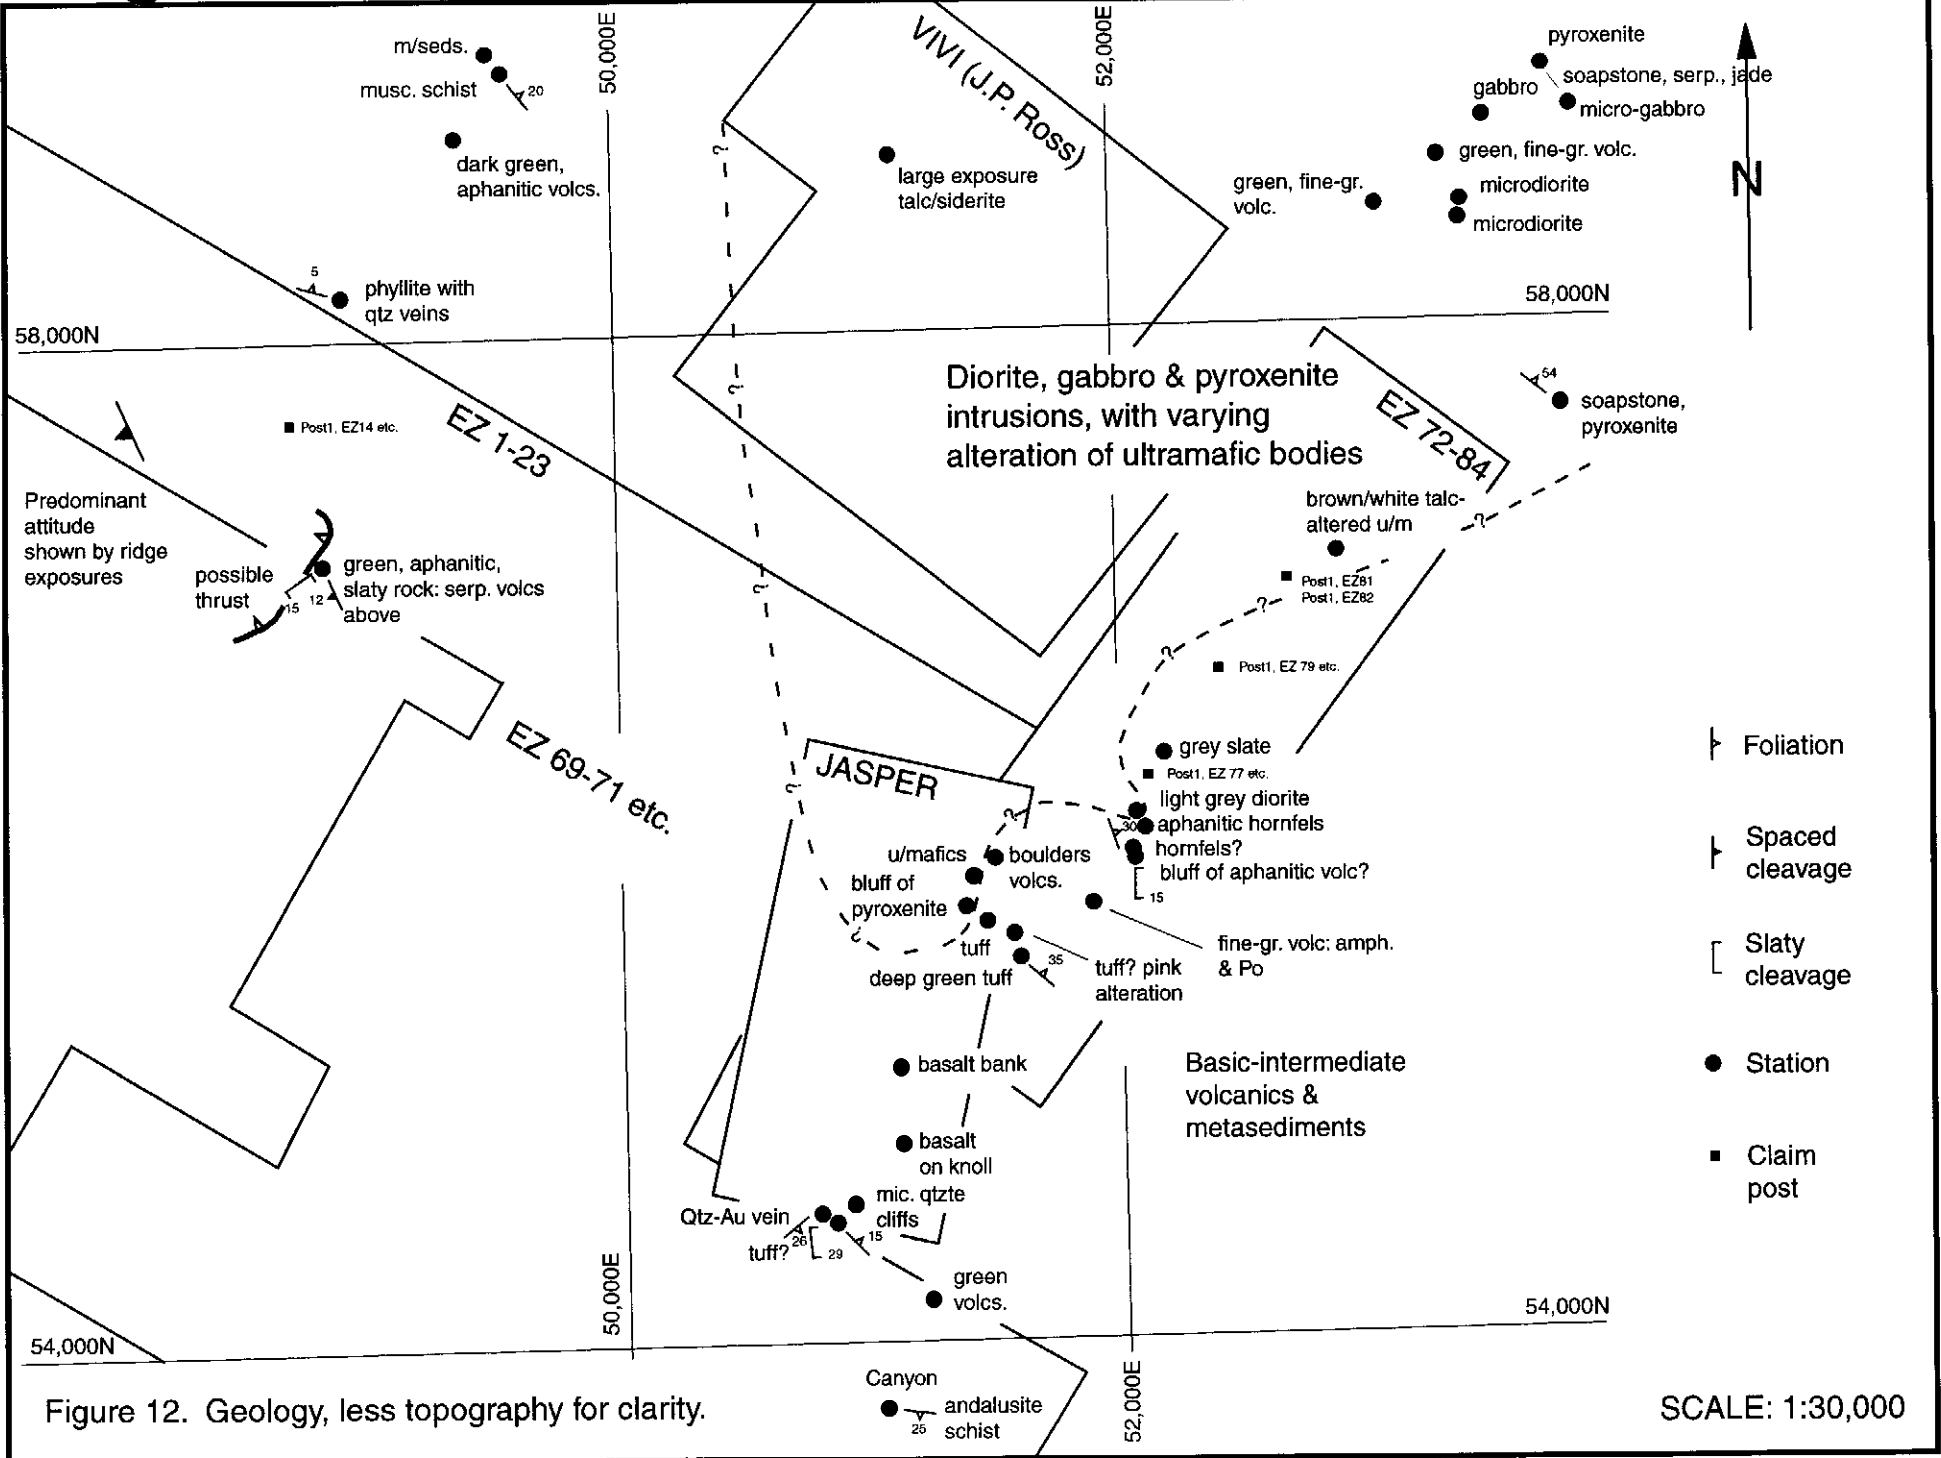 m/seds.
musc. schist
20
dark green,
aphanitic volcs.
50,000E
VIVI (J.P. Ross)
52,000E
large exposure
talc/siderite
pyroxenite
soapstone, serp., jade
gabbro
micro-gabbro
green, fine-gr. volc.
green, fine-gr.
volc.
microdiorite
microdiorite
N
5
phyllite with
qtz veins
58,000N
58,000N
Post1, EZ14 etc.
EZ 1-23
Diorite, gabbro & pyroxenite
intrusions, with varying
alteration of ultramafic bodies
EZ 72-84
54
soapstone,
pyroxenite
Predominant
attitude
shown by ridge
exposures
possible
thrust
15
12
green, aphanitic,
slaty rock: serp. volcs
above
brown/white talc-
altered u/m
Post1, EZ81
Post1, EZ82
Post1, EZ 79 etc.
?
?
?
?
?
?
?
?
?
EZ 69-71 etc.
JASPER
grey slate
Post1, EZ 77 etc.
light grey diorite
30
aphanitic hornfels
hornfels?
bluff of aphanitic volc?
15
u/mafics
boulders
volcs.
bluff of
pyroxenite
tuff
deep green tuff
35
tuff? pink
alteration
fine-gr. volc: amph.
& Po
basalt bank
Basic-intermediate
volcanics &
metasediments
basalt
on knoll
mic. qtzte
cliffs
Qtz-Au vein
tuff?
26
29
15
green
volcs.
Foliation
Spaced
cleavage
Slaty
cleavage
Station
Claim
post
50,000E
54,000N
54,000N
52,000E
Canyon
andalusite
schist
25
Figure 12. Geology, less topography for clarity.
SCALE: 1:30,000